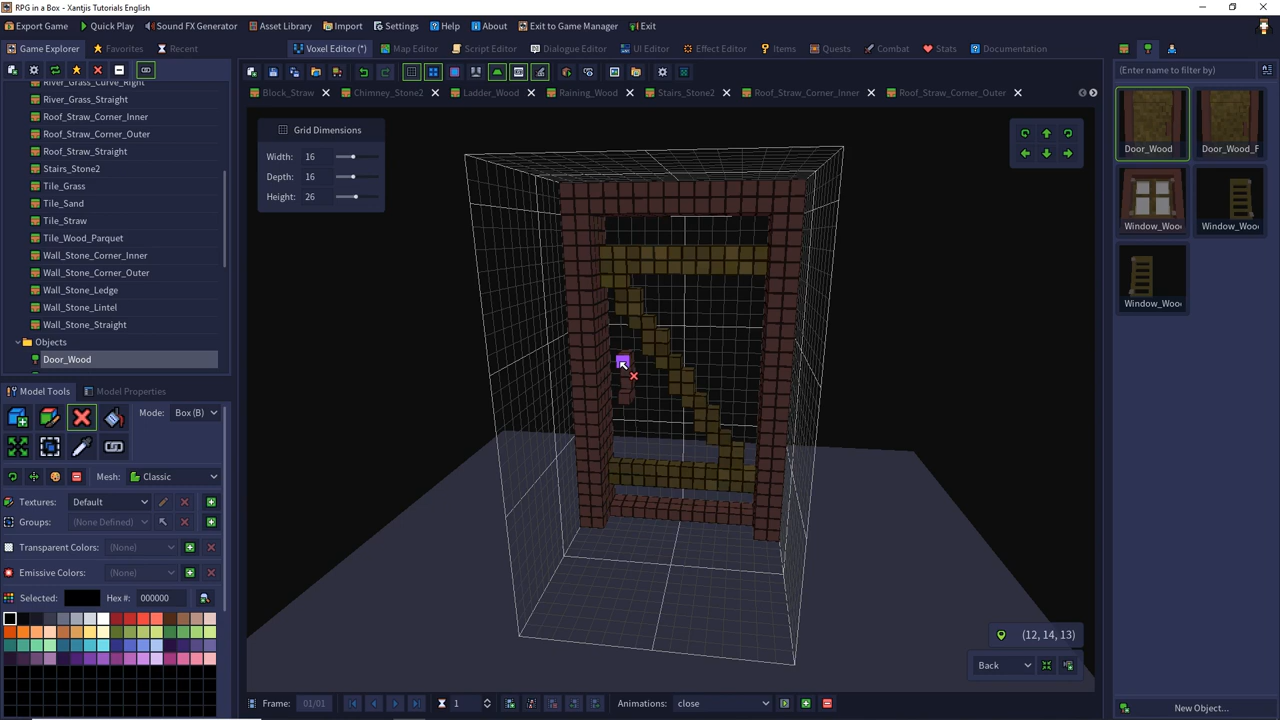 RPG in a Box - Xantjis Tutorials English
Export Game Quick Play Sound FX Generator Asset Library Import Settings Help About Exit to Game Manager Exit
Game Explorer Favorites Recent Voxel Editor (*) Map Editor Script Editor Dialogue Editor UI Editor Effect Editor Items Quests Combat Stats Documentation
(Enter name to filter by)
Block_Straw Chimney_Stone2 Ladder_Wood Raining_Wood Stairs_Stone2 Roof_Straw_Corner_Inner Roof_Straw_Corner_Outer
River_Grass_Curve_Right
River_Grass_Straight
Roof_Straw_Corner_Inner
Roof_Straw_Corner_Outer
Roof_Straw_Straight
Stairs_Stone2
Tile_Grass
Tile_Sand
Tile_Straw
Tile_Wood_Parquet
Wall_Stone_Corner_Inner
Wall_Stone_Corner_Outer
Wall_Stone_Ledge
Wall_Stone_Lintel
Wall_Stone_Straight
Objects
Door_Wood
Model Tools Model Properties
Mode: Box (B)
Mesh: Classic
Textures: Default
Groups: (None Defined)
Transparent Colors: (None)
Emissive Colors: (None)
Selected: Hex #: 000000
Grid Dimensions
Width: 16
Depth: 16
Height: 26
(12, 14, 13)
Back
Frame: 01/01 1 Animations: close
Door_Wood Door_Wood_F
Window_Woo Window_Woo
Window_Woo
New Object...